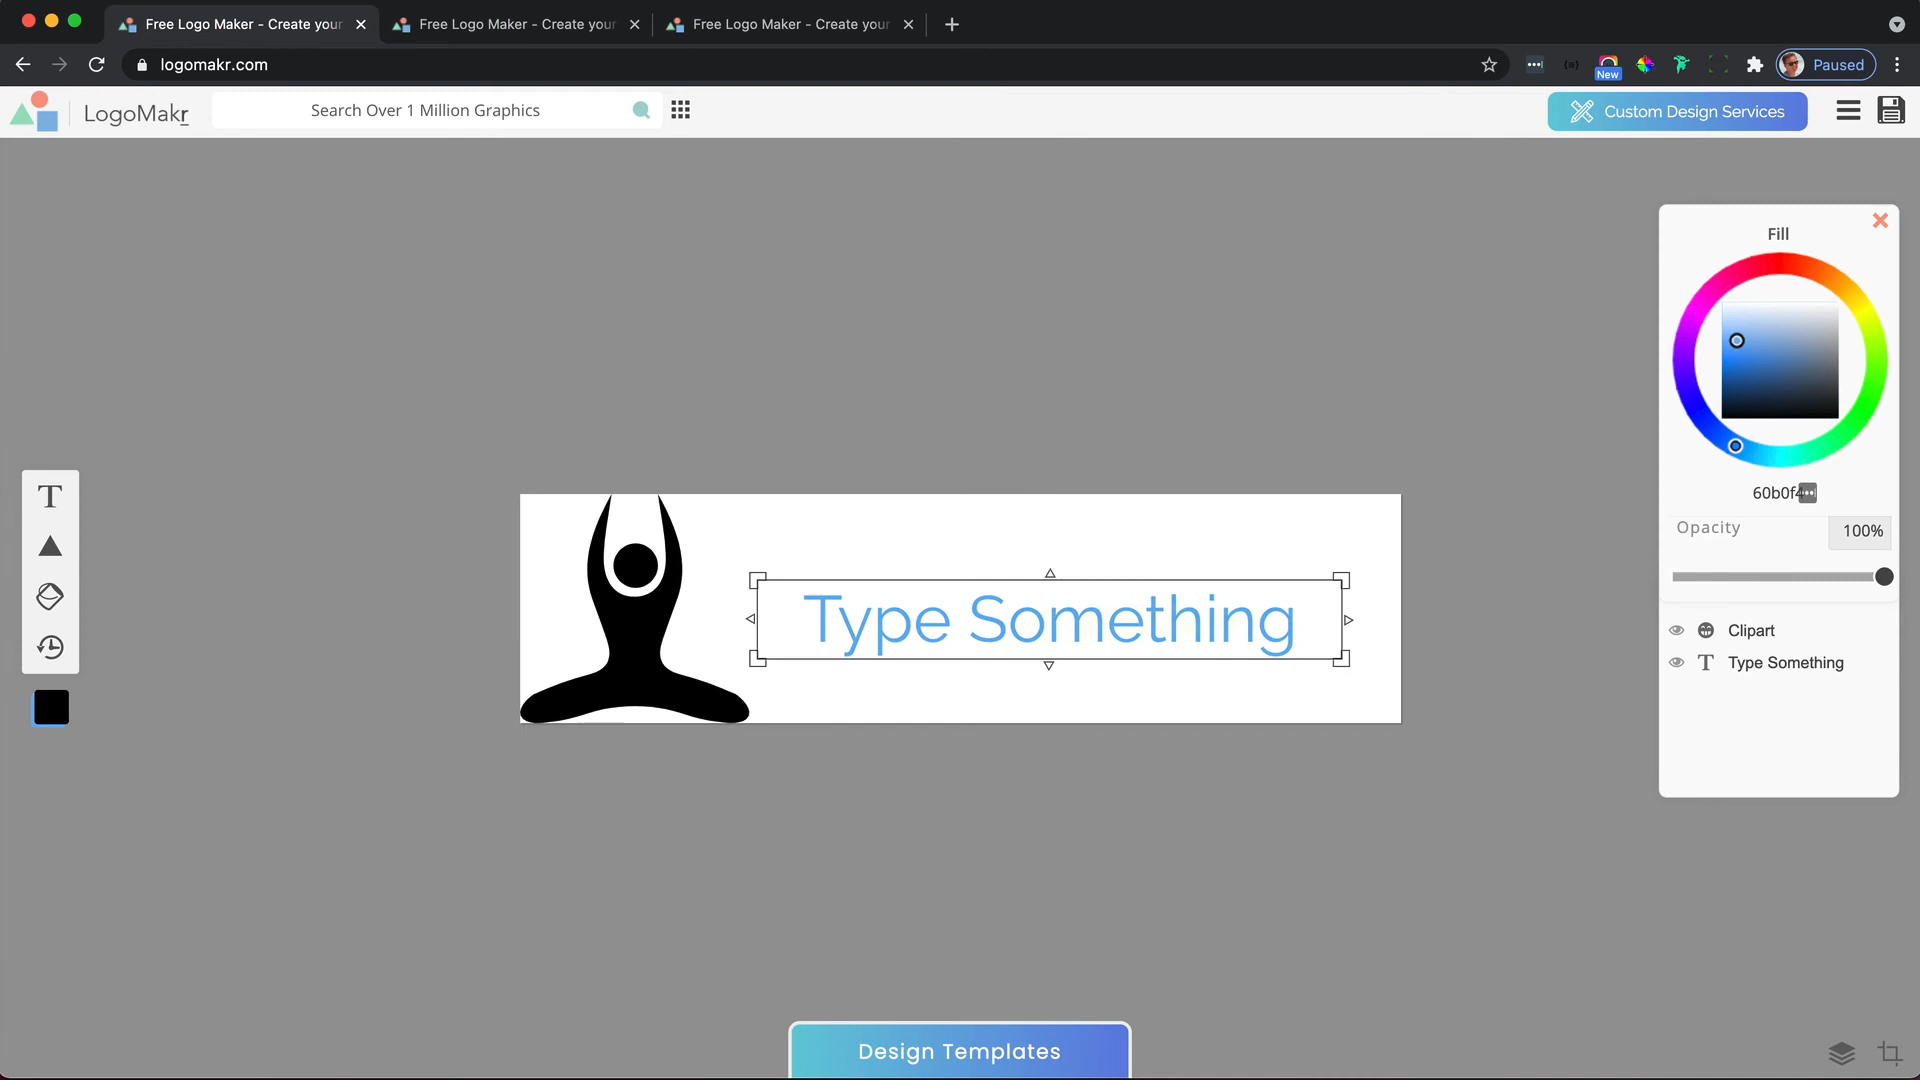 Free Logo Maker - Create your
Free Logo Maker - Create your
Free Logo Maker - Create your
logomakr.com
New
Paused
LogoMakr
Search Over 1 Million Graphics
Custom Design Services
Fill
60b0f4
Opacity
100%
T
Type Something
Clipart
T Type Something
Design Templates